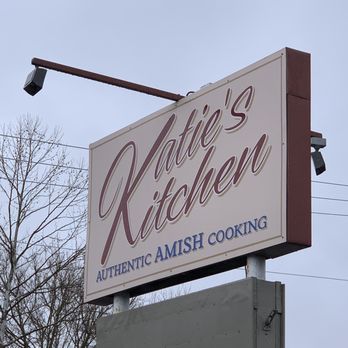 Katie's
Kitchen
AUTHENTIC AMISH COOKING